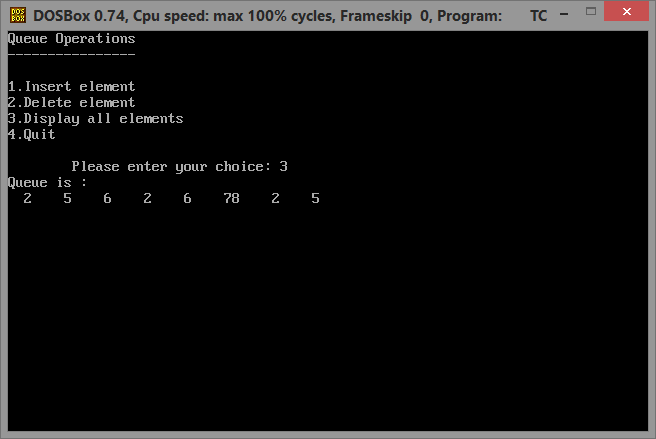 DOSBox 0.74, Cpu speed: max 100% cycles, Frameskip 0, Program: TC
Queue Operations
----------------
1.Insert element
2.Delete element
3.Display all elements
4.Quit
Please enter your choice: 3
Queue is :
2 5 6 2 6 78 2 5